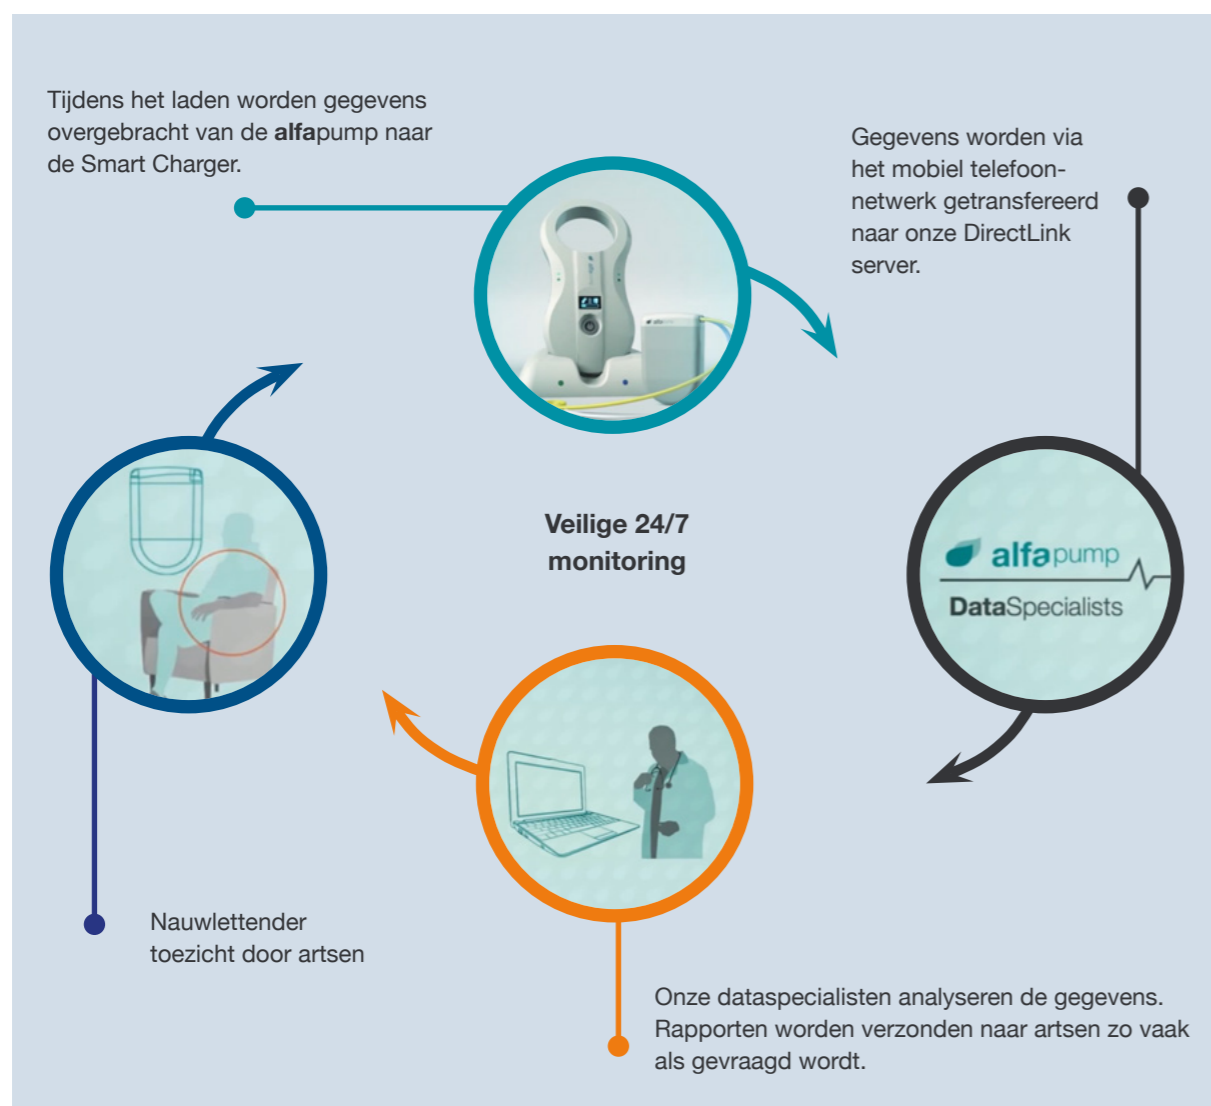 Tijdens het laden worden gegevens
overgebracht van de alfapump naar
de Smart Charger.
Gegevens worden via
het mobiel telefoon-
netwerk getransfereerd
naar onze DirectLink
server.
Veilige 24/7
monitoring
alfapump
DataSpecialists
Nauwlettender
toezicht door artsen
Onze dataspecialisten analyseren de gegevens.
Rapporten worden verzonden naar artsen zo vaak
als gevraagd wordt.